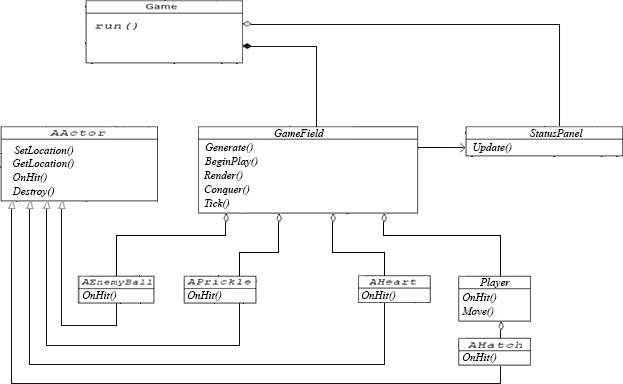 Game
run()
AActor
SetLocation()
GetLocation()
OnHit()
Destroy()
GameField
Generate()
BeginPlay()
Render()
Conquer()
Tick()
StatusPanel
Update()
AEnemyBall
OnHit()
APrickle
OnHit()
AHeart
OnHit()
Player
OnHit()
Move()
AHatch
OnHit()